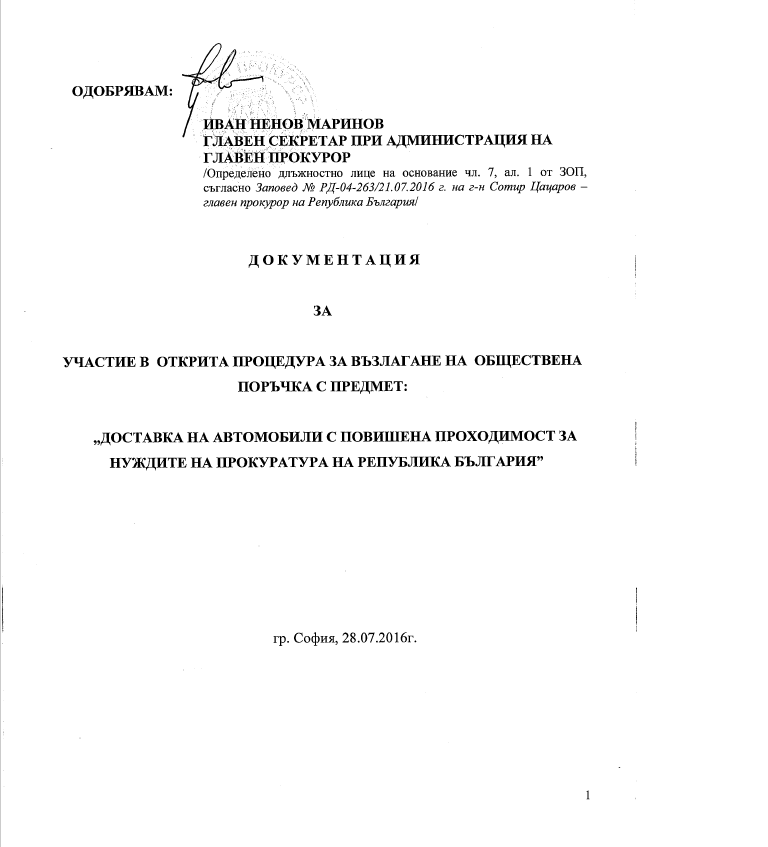 ОДОБРЯВАМ:
ИВАН НЕНОВ МАРИНОВ
ГЛАВЕН СЕКРЕТАР ПРИ АДМИНИСТРАЦИЯ НА
ГЛАВЕН ПРОКУРОР
/Определено длъжностно лице на основание чл. 7, ал. 1 от ЗОП,
съгласно Заповед № РД-04-263/21.07.2016 г. на г-н Сотир Цацаров –
главен прокурор на Република България/
Д О К У М Е Н Т А Ц И Я
ЗА
УЧАСТИЕ В ОТКРИТА ПРОЦЕДУРА ЗА ВЪЗЛАГАНЕ НА ОБЩЕСТВЕНА
ПОРЪЧКА С ПРЕДМЕТ:
„ДОСТАВКА НА АВТОМОБИЛИ С ПОВИШЕНА ПРОХОДИМОСТ ЗА
НУЖДИТЕ НА ПРОКУРАТУРА НА РЕПУБЛИКА БЪЛГАРИЯ”
гр. София, 28.07.2016г.
1